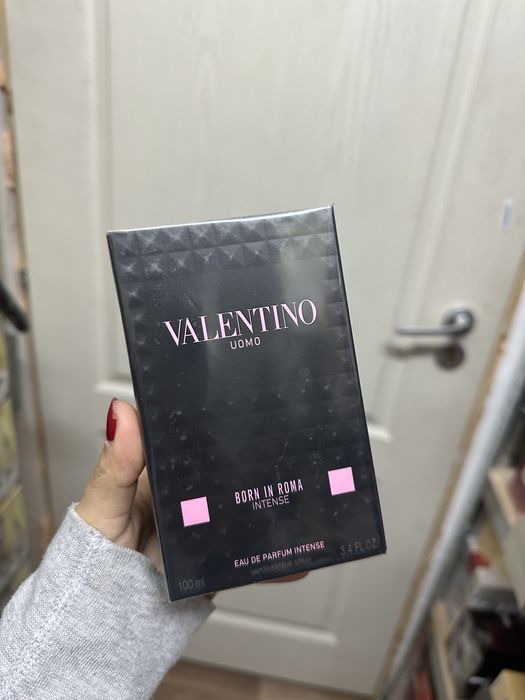 VALENTINO
UOMO
BORN IN ROMA
INTENSE
EAU DE PARFUM INTENSE
VAPORISATEUR SPRAY
100 ml 3.4 FL.OZ